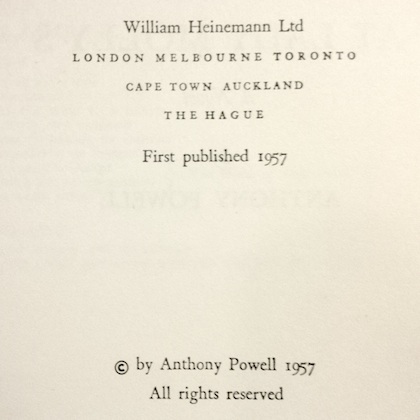 William Heinemann Ltd
LONDON MELBOURNE TORONTO
CAPE TOWN AUCKLAND
THE HAGUE
First published 1957
© by Anthony Powell 1957
All rights reserved